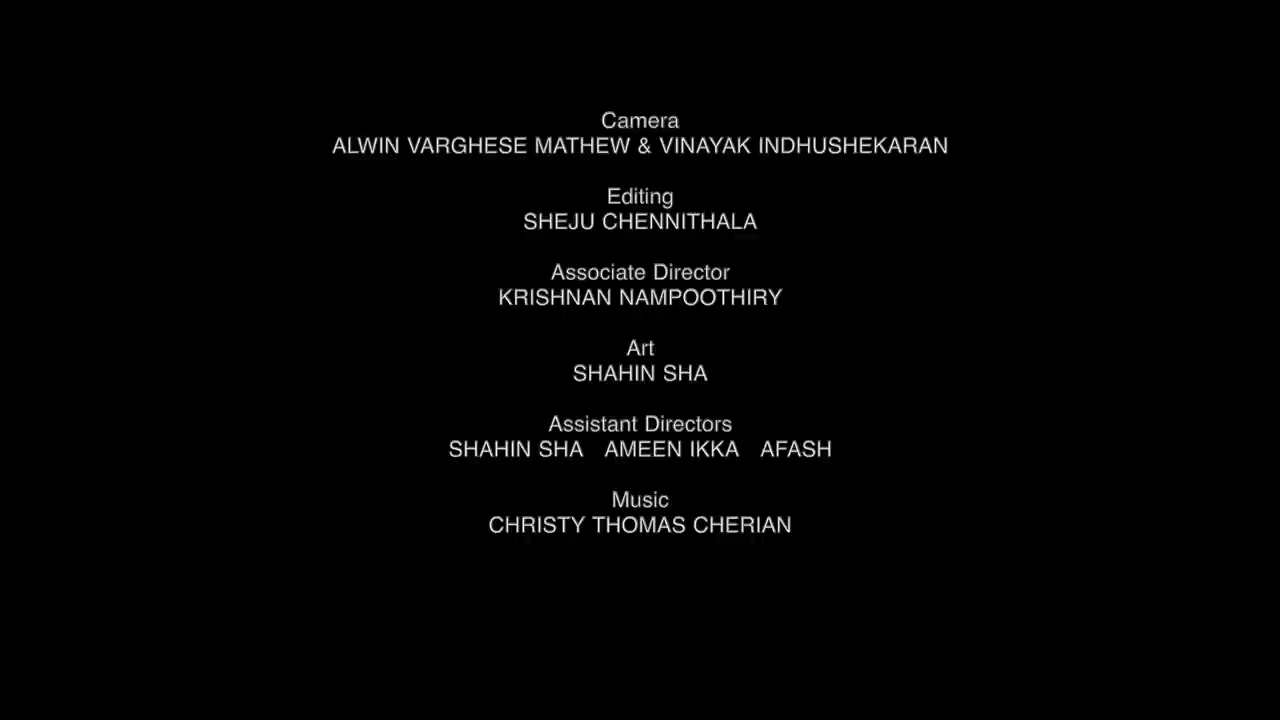 Camera
ALWIN VARGHESE MATHEW & VINAYAK INDHUSHEKARAN
Editing
SHEJU CHENNITHALA
Associate Director
KRISHNAN NAMPOOTHIRY
Art
SHAHIN SHA
Assistant Directors
SHAHIN SHA AMEEN IKKA AFASH
Music
CHRISTY THOMAS CHERIAN